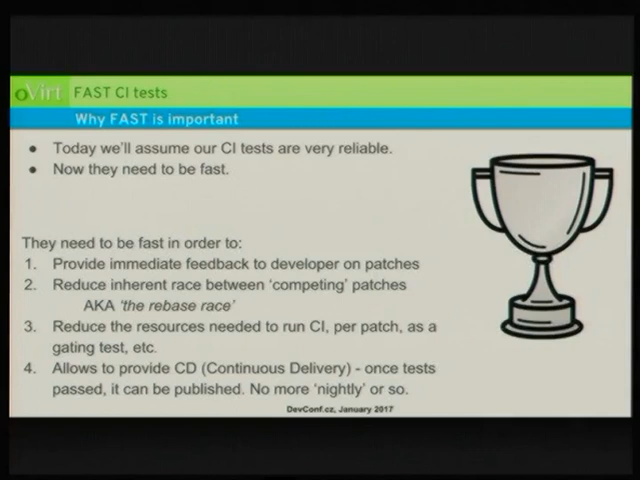 oVirt FAST CI tests
Why FAST is important
● Today we'll assume our CI tests are very reliable.
● Now they need to be fast.
They need to be fast in order to:
1. Provide immediate feedback to developer on patches
2. Reduce inherent race between 'competing' patches
AKA 'the rebase race'
3. Reduce the resources needed to run CI, per patch, as a
gating test, etc.
4. Allows to provide CD (Continuous Delivery) - once tests
passed, it can be published. No more 'nightly' or so.
DevConf.cz, January 2017